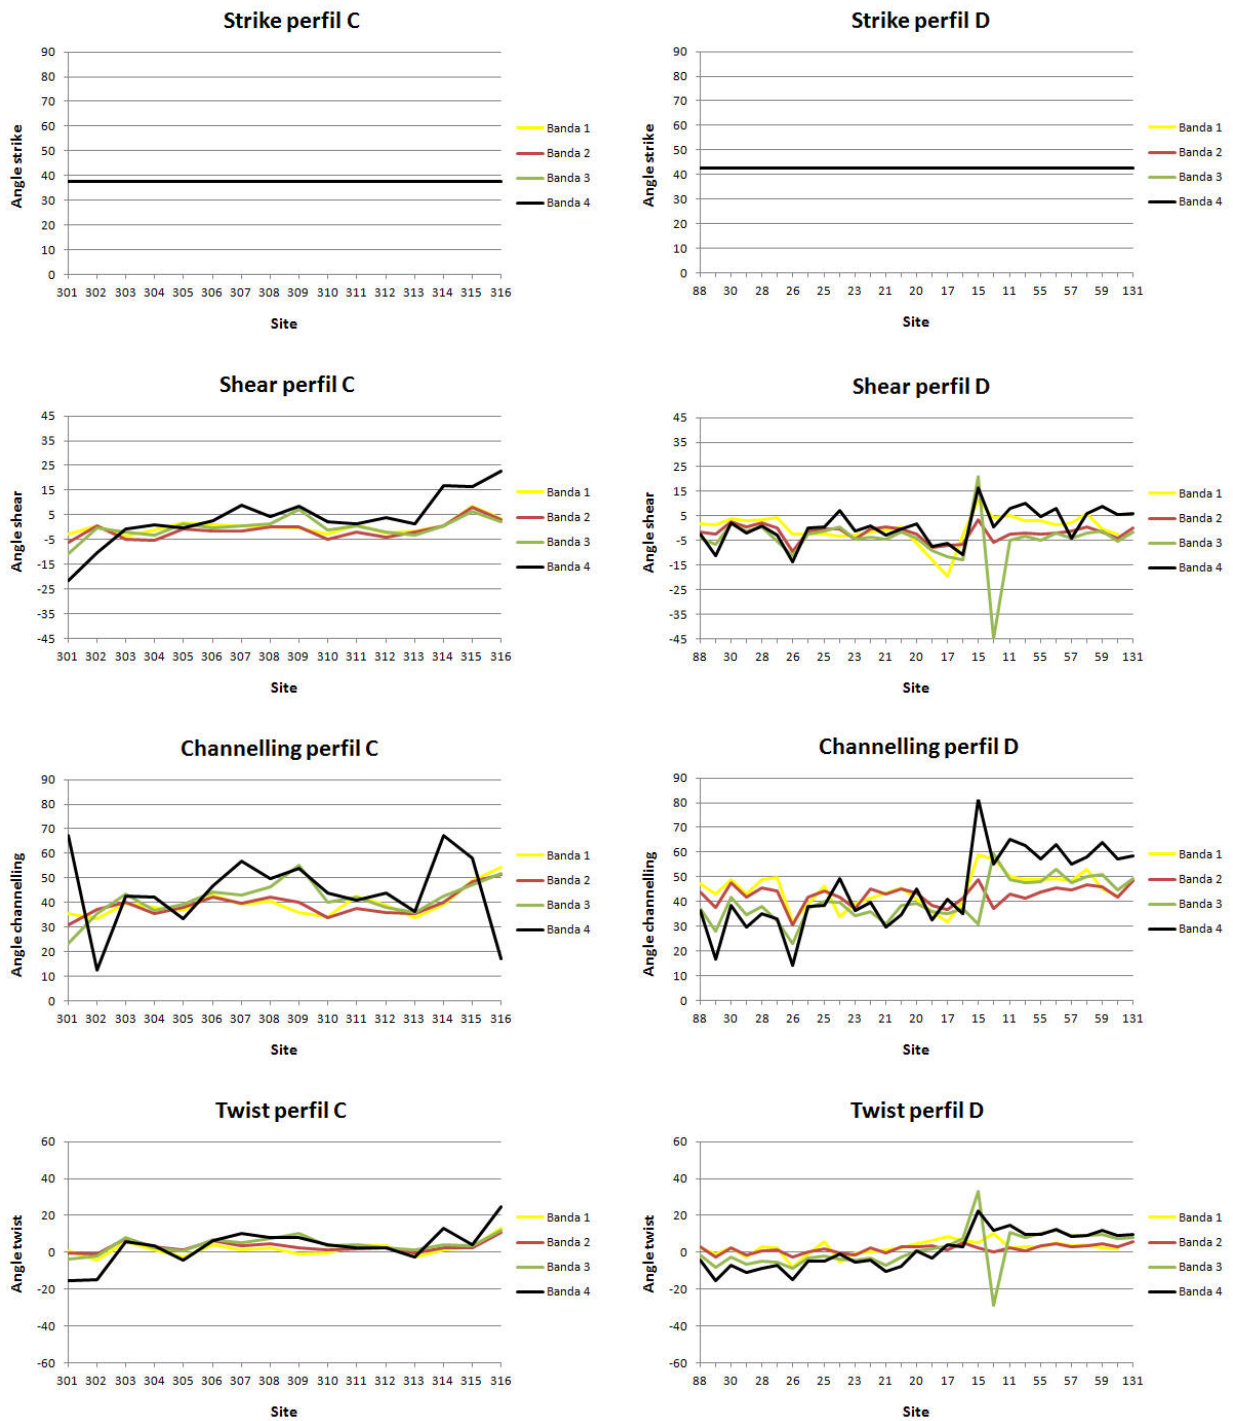 Strike perfil C
90
80
70
60
50
40
30
20
10
0
Angle strike
301 302 303 304 305 306 307 308 309 310 311 312 313 314 315 316
Site
Banda 1
Banda 2
Banda 3
Banda 4
Strike perfil D
90
80
70
60
50
40
30
20
10
0
Angle strike
88 30 28 26 25 23 21 20 17 15 11 55 57 59 131
Site
Banda 1
Banda 2
Banda 3
Banda 4
Shear perfil C
45
35
25
15
5
-5
-15
-25
-35
-45
Angle shear
301 302 303 304 305 306 307 308 309 310 311 312 313 314 315 316
Site
Banda 1
Banda 2
Banda 3
Banda 4
Shear perfil D
45
35
25
15
5
-5
-15
-25
-35
-45
Angle shear
88 30 28 26 25 23 21 20 17 15 11 55 57 59 131
Site
Banda 1
Banda 2
Banda 3
Banda 4
Channelling perfil C
90
80
70
60
50
40
30
20
10
0
Angle channelling
301 302 303 304 305 306 307 308 309 310 311 312 313 314 315 316
Site
Banda 1
Banda 2
Banda 3
Banda 4
Channelling perfil D
90
80
70
60
50
40
30
20
10
0
Angle channelling
88 30 28 26 25 23 21 20 17 15 11 55 57 59 131
Site
Banda 1
Banda 2
Banda 3
Banda 4
Twist perfil C
60
40
20
0
-20
-40
-60
Angle twist
301 302 303 304 305 306 307 308 309 310 311 312 313 314 315 316
Site
Banda 1
Banda 2
Banda 3
Banda 4
Twist perfil D
60
40
20
0
-20
-40
-60
Angle twist
88 30 28 26 25 23 21 20 17 15 11 55 57 59 131
Site
Banda 1
Banda 2
Banda 3
Banda 4